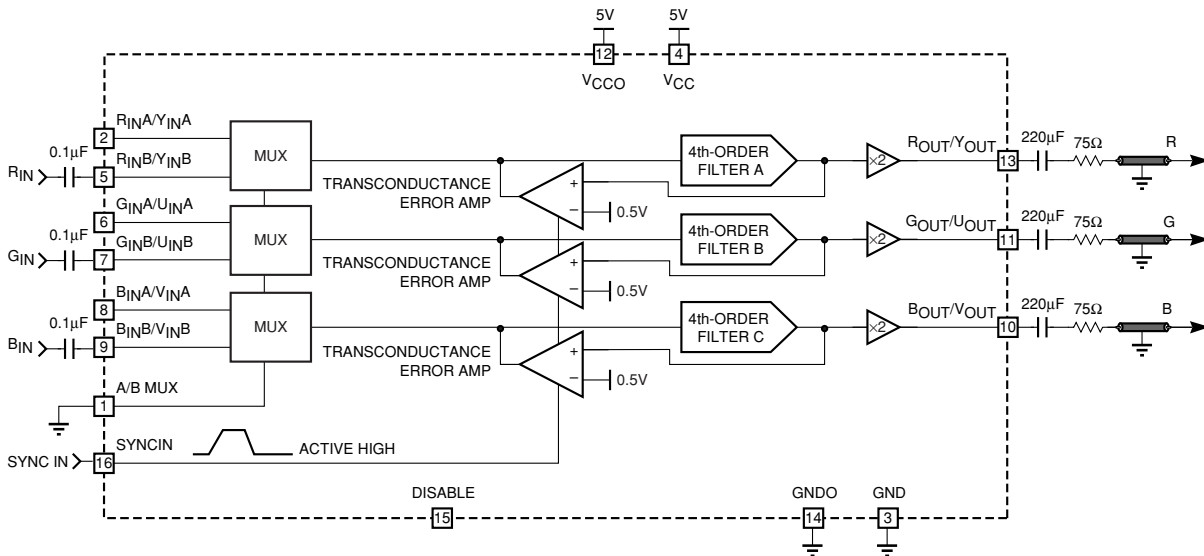 5V
5V
12
4
VCCO
VCC
RINA/YINA
2
0.1µF
RINB/YINB
RIN
5
MUX
4th-ORDER
FILTER A
×2
ROUT/YOUT
13
220µF
75Ω
R
TRANSCONDUCTANCE
ERROR AMP
+
−
0.5V
GINA/UINA
6
0.1µF
GINB/UINB
GIN
7
MUX
4th-ORDER
FILTER B
×2
GOUT/UOUT
11
220µF
75Ω
G
TRANSCONDUCTANCE
ERROR AMP
+
−
0.5V
8
BINA/VINA
0.1µF
BINB/VINB
BIN
9
MUX
4th-ORDER
FILTER C
×2
BOUT/VOUT
10
220µF
75Ω
B
TRANSCONDUCTANCE
ERROR AMP
+
−
0.5V
A/B MUX
1
SYNCIN
ACTIVE HIGH
SYNC IN
16
DISABLE
GNDO
GND
15
14
3